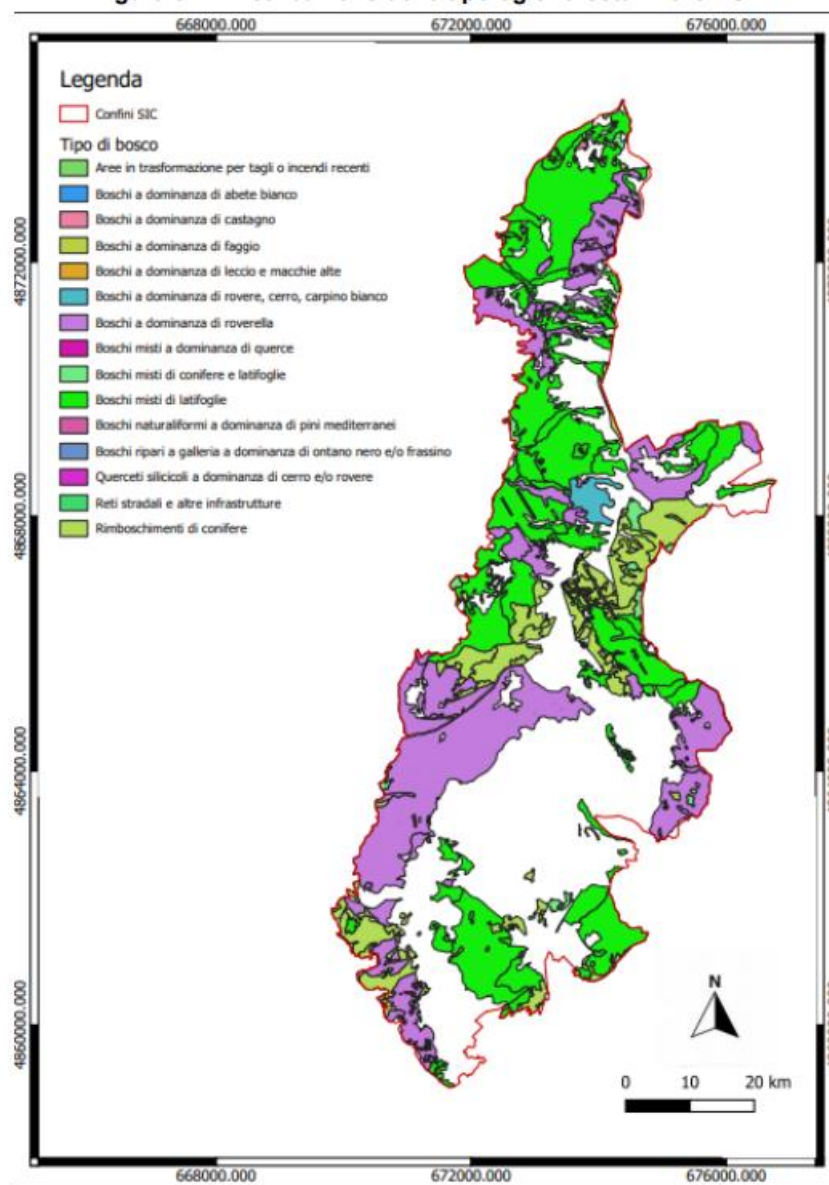 668000.000 672000.000 676000.000
Legenda
Confini SIC
Tipo di bosco
Aree in trasformazione per tagli o incendi recenti
Boschi a dominanza di abete bianco
Boschi a dominanza di castagno
Boschi a dominanza di faggio
Boschi a dominanza di leccio e macchie alte
Boschi a dominanza di rovere, cerro, carpino bianco
Boschi a dominanza di roverella
Boschi misti a dominanza di querce
Boschi misti di conifere e latifoglie
Boschi misti di latifoglie
Boschi naturaliformi a dominanza di pini mediterranei
Boschi ripari a galleria a dominanza di ontano nero e/o frassino
Querceti silicicoli a dominanza di cerro e/o rovere
Reti stradali e altre infrastrutture
Rimboschimenti di conifere
4872000.000
4868000.000
4864000.000
4860000.000
N
0 10 20 km
668000.000 672000.000 676000.000